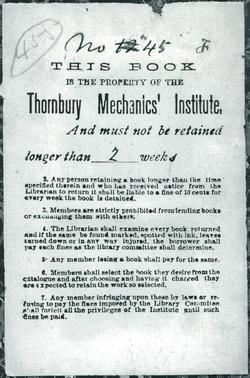 455
No 12 45 F
THIS BOOK
IS THE PROPERTY OF THE
Thornbury Mechanics' Institute,
And must not be retained
longer than 2 weeks
2. Any person retaining a book longer than the time
specified therein and who has received notice from the
Librarian to return it shall be liable to a fine of 10 cents for
every week the book is detained.
3. Members are strictly prohibited from lending books
or exchanging them with others.
4. The Librarian shall examine every book returned
and if the same be found marked, spotted with ink, leaves
turned down or in any way injured, the borrower shall
pay such fines as the library committee shall determine.
5. Any member losing a book shall pay for the same.
6. Members shall select the book they desire from the
catalogue and after choosing and having it charged they
are expected to retain the work so selected.
7. Any member infringing upon these by laws or re-
fusing to pay the fines imposed by the Library Committee
shall forfeit all the privileges of the Institute until such
fines be paid.